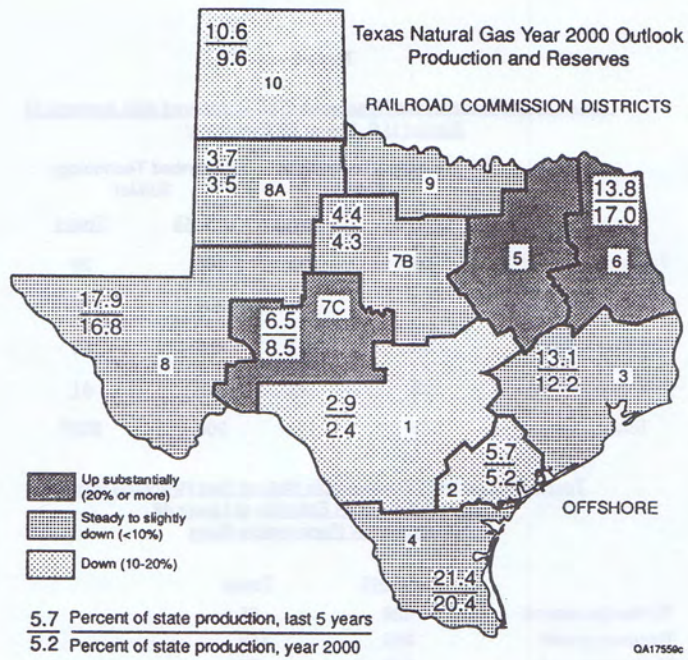 Texas Natural Gas Year 2000 Outlook
Production and Reserves
RAILROAD COMMISSION DISTRICTS
10.6
9.6
10
3.7
3.5
8A
9
4.4
4.3
7B
5
13.8
17.0
6
17.9
16.8
8
6.5
8.5
7C
13.1
12.2
3
2.9
2.4
1
5.7
5.2
2
4
21.4
20.4
OFFSHORE
Up substantially
(20% or more)
Steady to slightly
down (<10%)
Down (10-20%)
5.7 Percent of state production, last 5 years
5.2 Percent of state production, year 2000
QA17559c